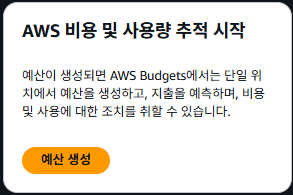 AWS 비용 및 사용량 추적 시작
예산이 생성되면 AWS Budgets에서는 단일 위
치에서 예산을 생성하고, 지출을 예측하며, 비용
및 사용에 대한 조치를 취할 수 있습니다.
예산 생성